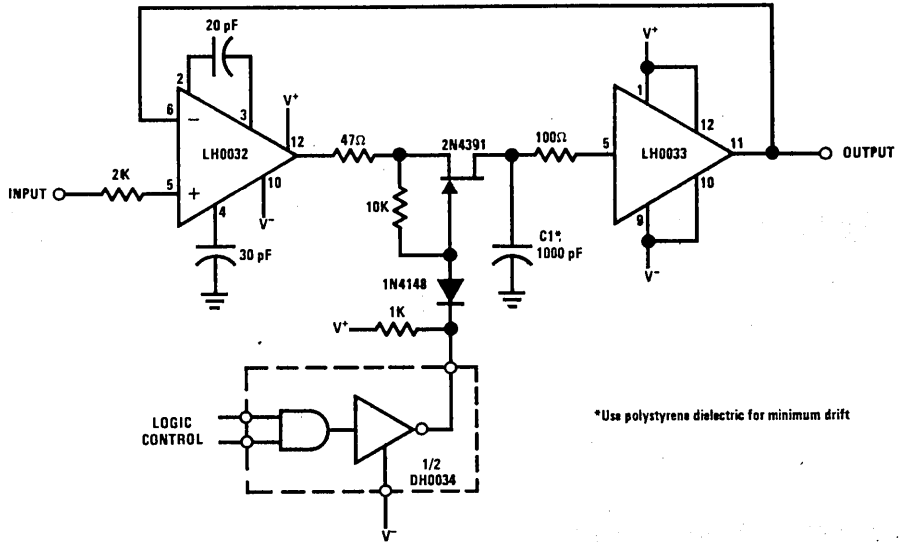 20 pF
V+
2
3
6
−
LH0032
12
47Ω
2N4391
100Ω
5
V+
1
12
LH0033
11
OUTPUT
10
9
V−
INPUT
2K
5
+
4
10
V−
30 pF
10K
C1*,
1000 pF
1N4148
1K
V+
LOGIC
CONTROL
1/2
DH0034
V−
*Use polystyrene dielectric for minimum drift